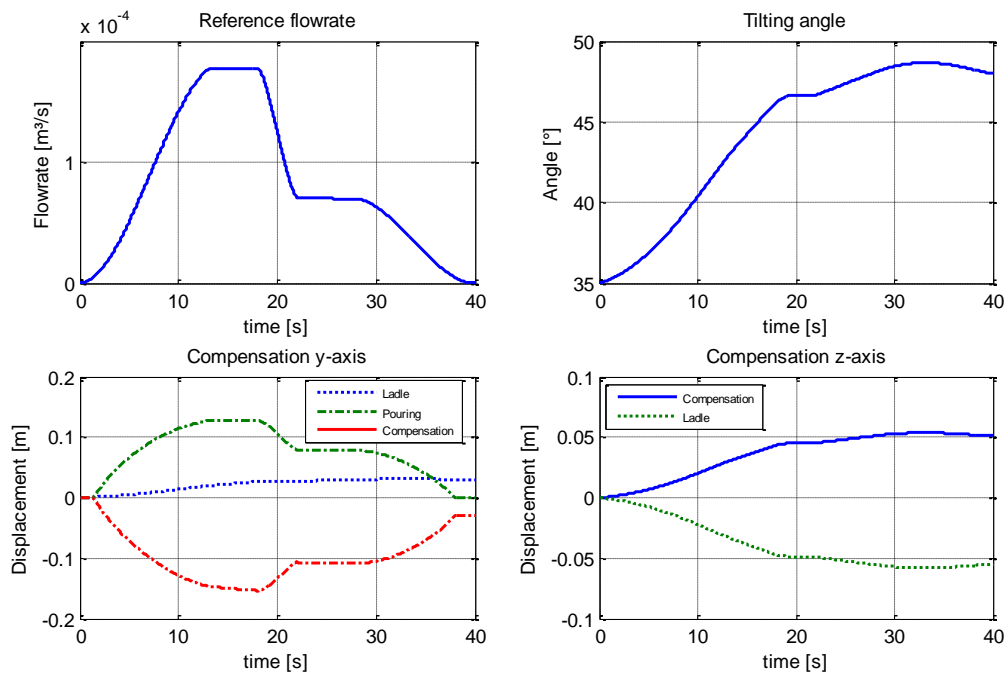 Reference flowrate
x 10^-4
Flowrate [m³/s]
1
0
0
10
20
30
40
time [s]
Tilting angle
Angle [°]
50
45
40
35
0
10
20
30
40
time [s]
Compensation y-axis
Displacement [m]
0.2
0.1
0
-0.1
-0.2
Ladle
Pouring
Compensation
0
10
20
30
40
time [s]
Compensation z-axis
Displacement [m]
0.1
0.05
0
-0.05
-0.1
Compensation
Ladle
0
10
20
30
40
time [s]